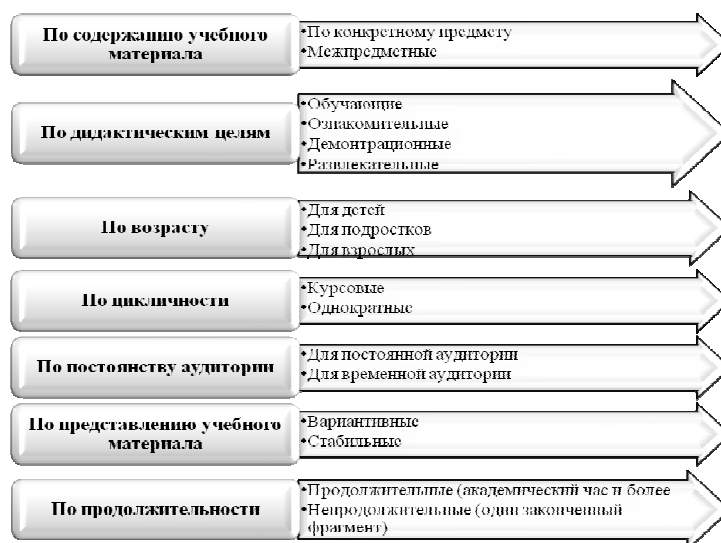 По содержанию учебного
материала
•По конкретному предмету
•Межпредметные
По дидактическим целям
•Обучающие
•Ознакомительные
•Демонтрационные
•Развлекательные
По возрасту
•Для детей
•Для подростков
•Для взрослых
По цикличности
•Курсовые
•Однократные
По постоянству аудитории
•Для постоянной аудитории
•Для временной аудитории
По представлению учебного
материала
•Вариантивные
•Стабильные
По продолжительности
•Продолжительные (академический час и более
•Непродолжительные (один законченный
фрагмент)